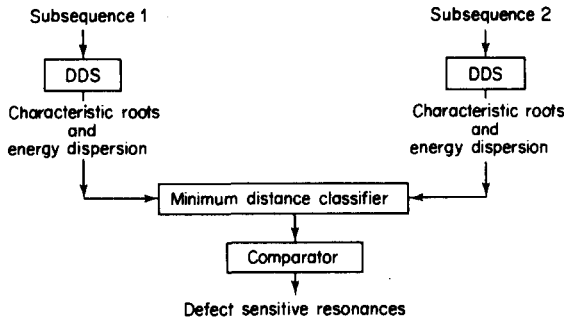 Subsequence 1
DDS
Characteristic roots
and
energy dispersion
Subsequence 2
DDS
Characteristic roots
and
energy dispersion
Minimum distance classifier
Comparator
Defect sensitive resonances